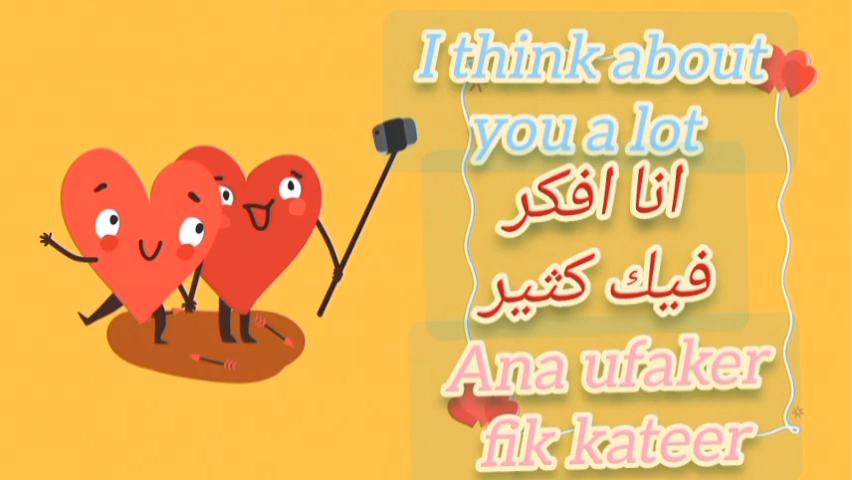 I think about
you a lot
انا افكر
فيك كثير
Ana ufaker
fik kateer